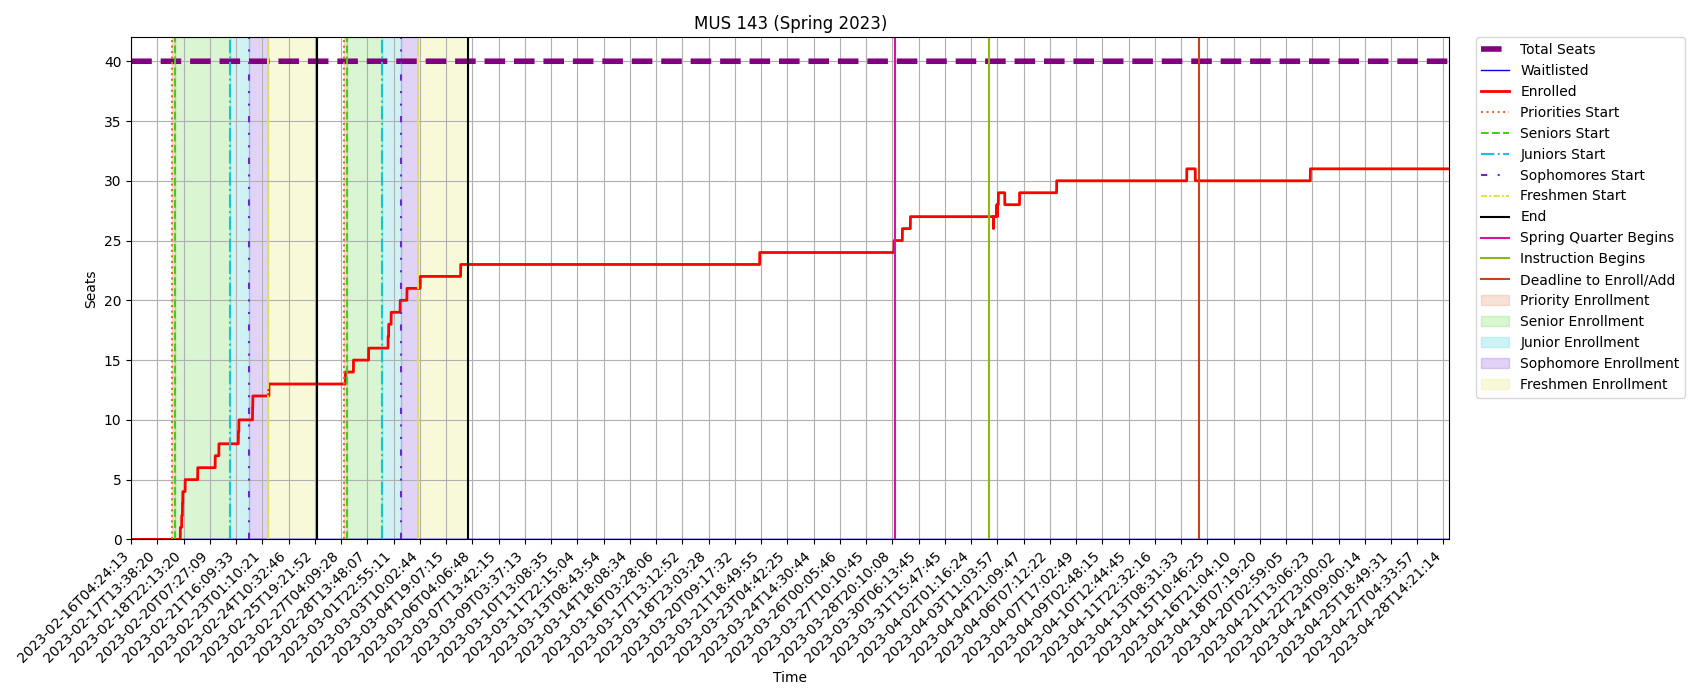 MUS 143 (Spring 2023)
Seats
40
35
30
25
20
15
10
5
0
2023-02-16T04:24:13
2023-02-17T13:38:20
2023-02-18T22:13:20
2023-02-20T07:27:09
2023-02-21T16:09:33
2023-02-23T01:10:21
2023-02-24T10:32:46
2023-02-25T19:21:52
2023-02-27T04:09:28
2023-02-28T13:48:07
2023-03-01T22:55:11
2023-03-03T10:02:44
2023-03-04T19:07:15
2023-03-06T04:06:48
2023-03-07T13:42:15
2023-03-09T03:37:13
2023-03-10T13:08:35
2023-03-11T22:15:04
2023-03-13T08:43:54
2023-03-14T18:08:34
2023-03-16T03:28:06
2023-03-17T13:12:52
2023-03-18T23:03:28
2023-03-20T09:17:32
2023-03-21T18:49:55
2023-03-23T04:42:25
2023-03-24T14:30:44
2023-03-26T00:05:46
2023-03-27T10:10:45
2023-03-28T20:10:08
2023-03-30T06:13:45
2023-03-31T15:47:45
2023-04-02T01:16:24
2023-04-03T11:03:57
2023-04-04T21:09:47
2023-04-06T07:12:22
2023-04-07T17:02:49
2023-04-09T02:48:15
2023-04-10T12:44:45
2023-04-11T22:32:16
2023-04-13T08:31:33
2023-04-15T10:46:25
2023-04-16T21:04:10
2023-04-18T07:19:20
2023-04-20T02:59:05
2023-04-21T13:06:23
2023-04-22T23:00:02
2023-04-24T09:00:14
2023-04-25T18:49:31
2023-04-27T04:33:57
2023-04-28T14:21:14
Time
Total Seats
Waitlisted
Enrolled
Priorities Start
Seniors Start
Juniors Start
Sophomores Start
Freshmen Start
End
Spring Quarter Begins
Instruction Begins
Deadline to Enroll/Add
Priority Enrollment
Senior Enrollment
Junior Enrollment
Sophomore Enrollment
Freshmen Enrollment